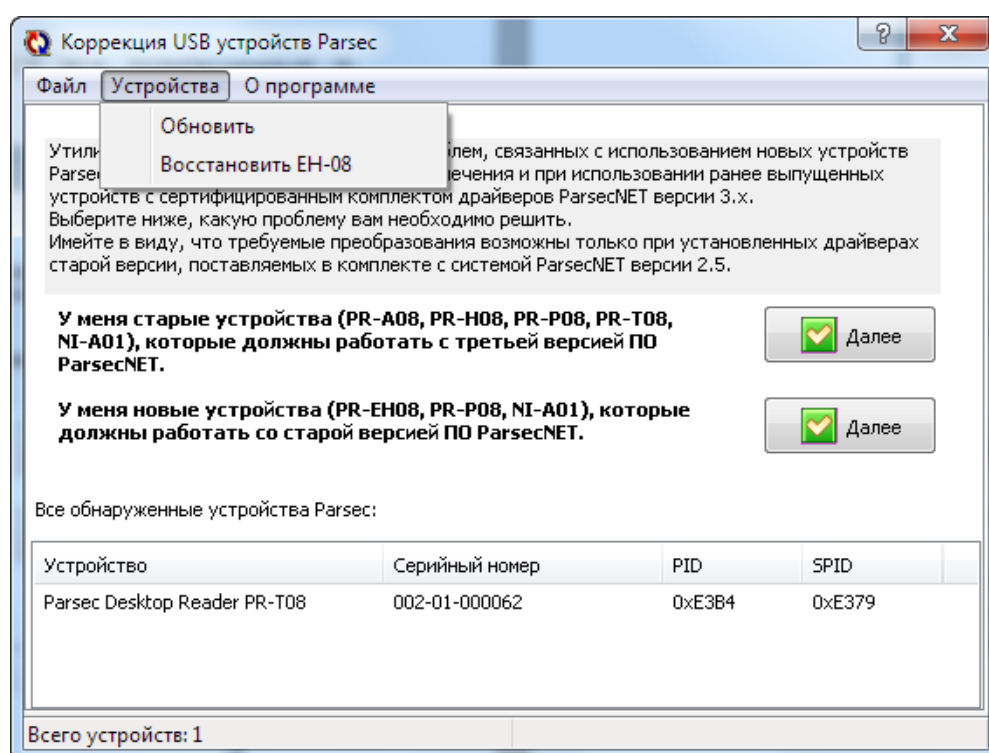 Коррекция USB устройств Parsec
Файл Устройства О программе
Обновить
Восстановить EH-08
связанных с использованием новых устройств
и при использовании ранее выпущенных
устройств с сертифицированным комплектом драйверов ParsecNET версии 3.x.
Выберите ниже, какую проблему вам необходимо решить.
Имейте в виду, что требуемые преобразования возможны только при установленных драйверах
старой версии, поставляемых в комплекте с системой ParsecNET версии 2.5.
У меня старые устройства (PR-A08, PR-H08, PR-P08, PR-T08,
NI-A01), которые должны работать с третьей версией ПО
ParsecNET.
Далее
У меня новые устройства (PR-EH08, PR-P08, NI-A01), которые
должны работать со старой версией ПО ParsecNET.
Далее
Все обнаруженные устройства Parsec:
Устройство Серийный номер PID SPID
Parsec Desktop Reader PR-T08 002-01-000062 0xE3B4 0xE379
Всего устройств: 1